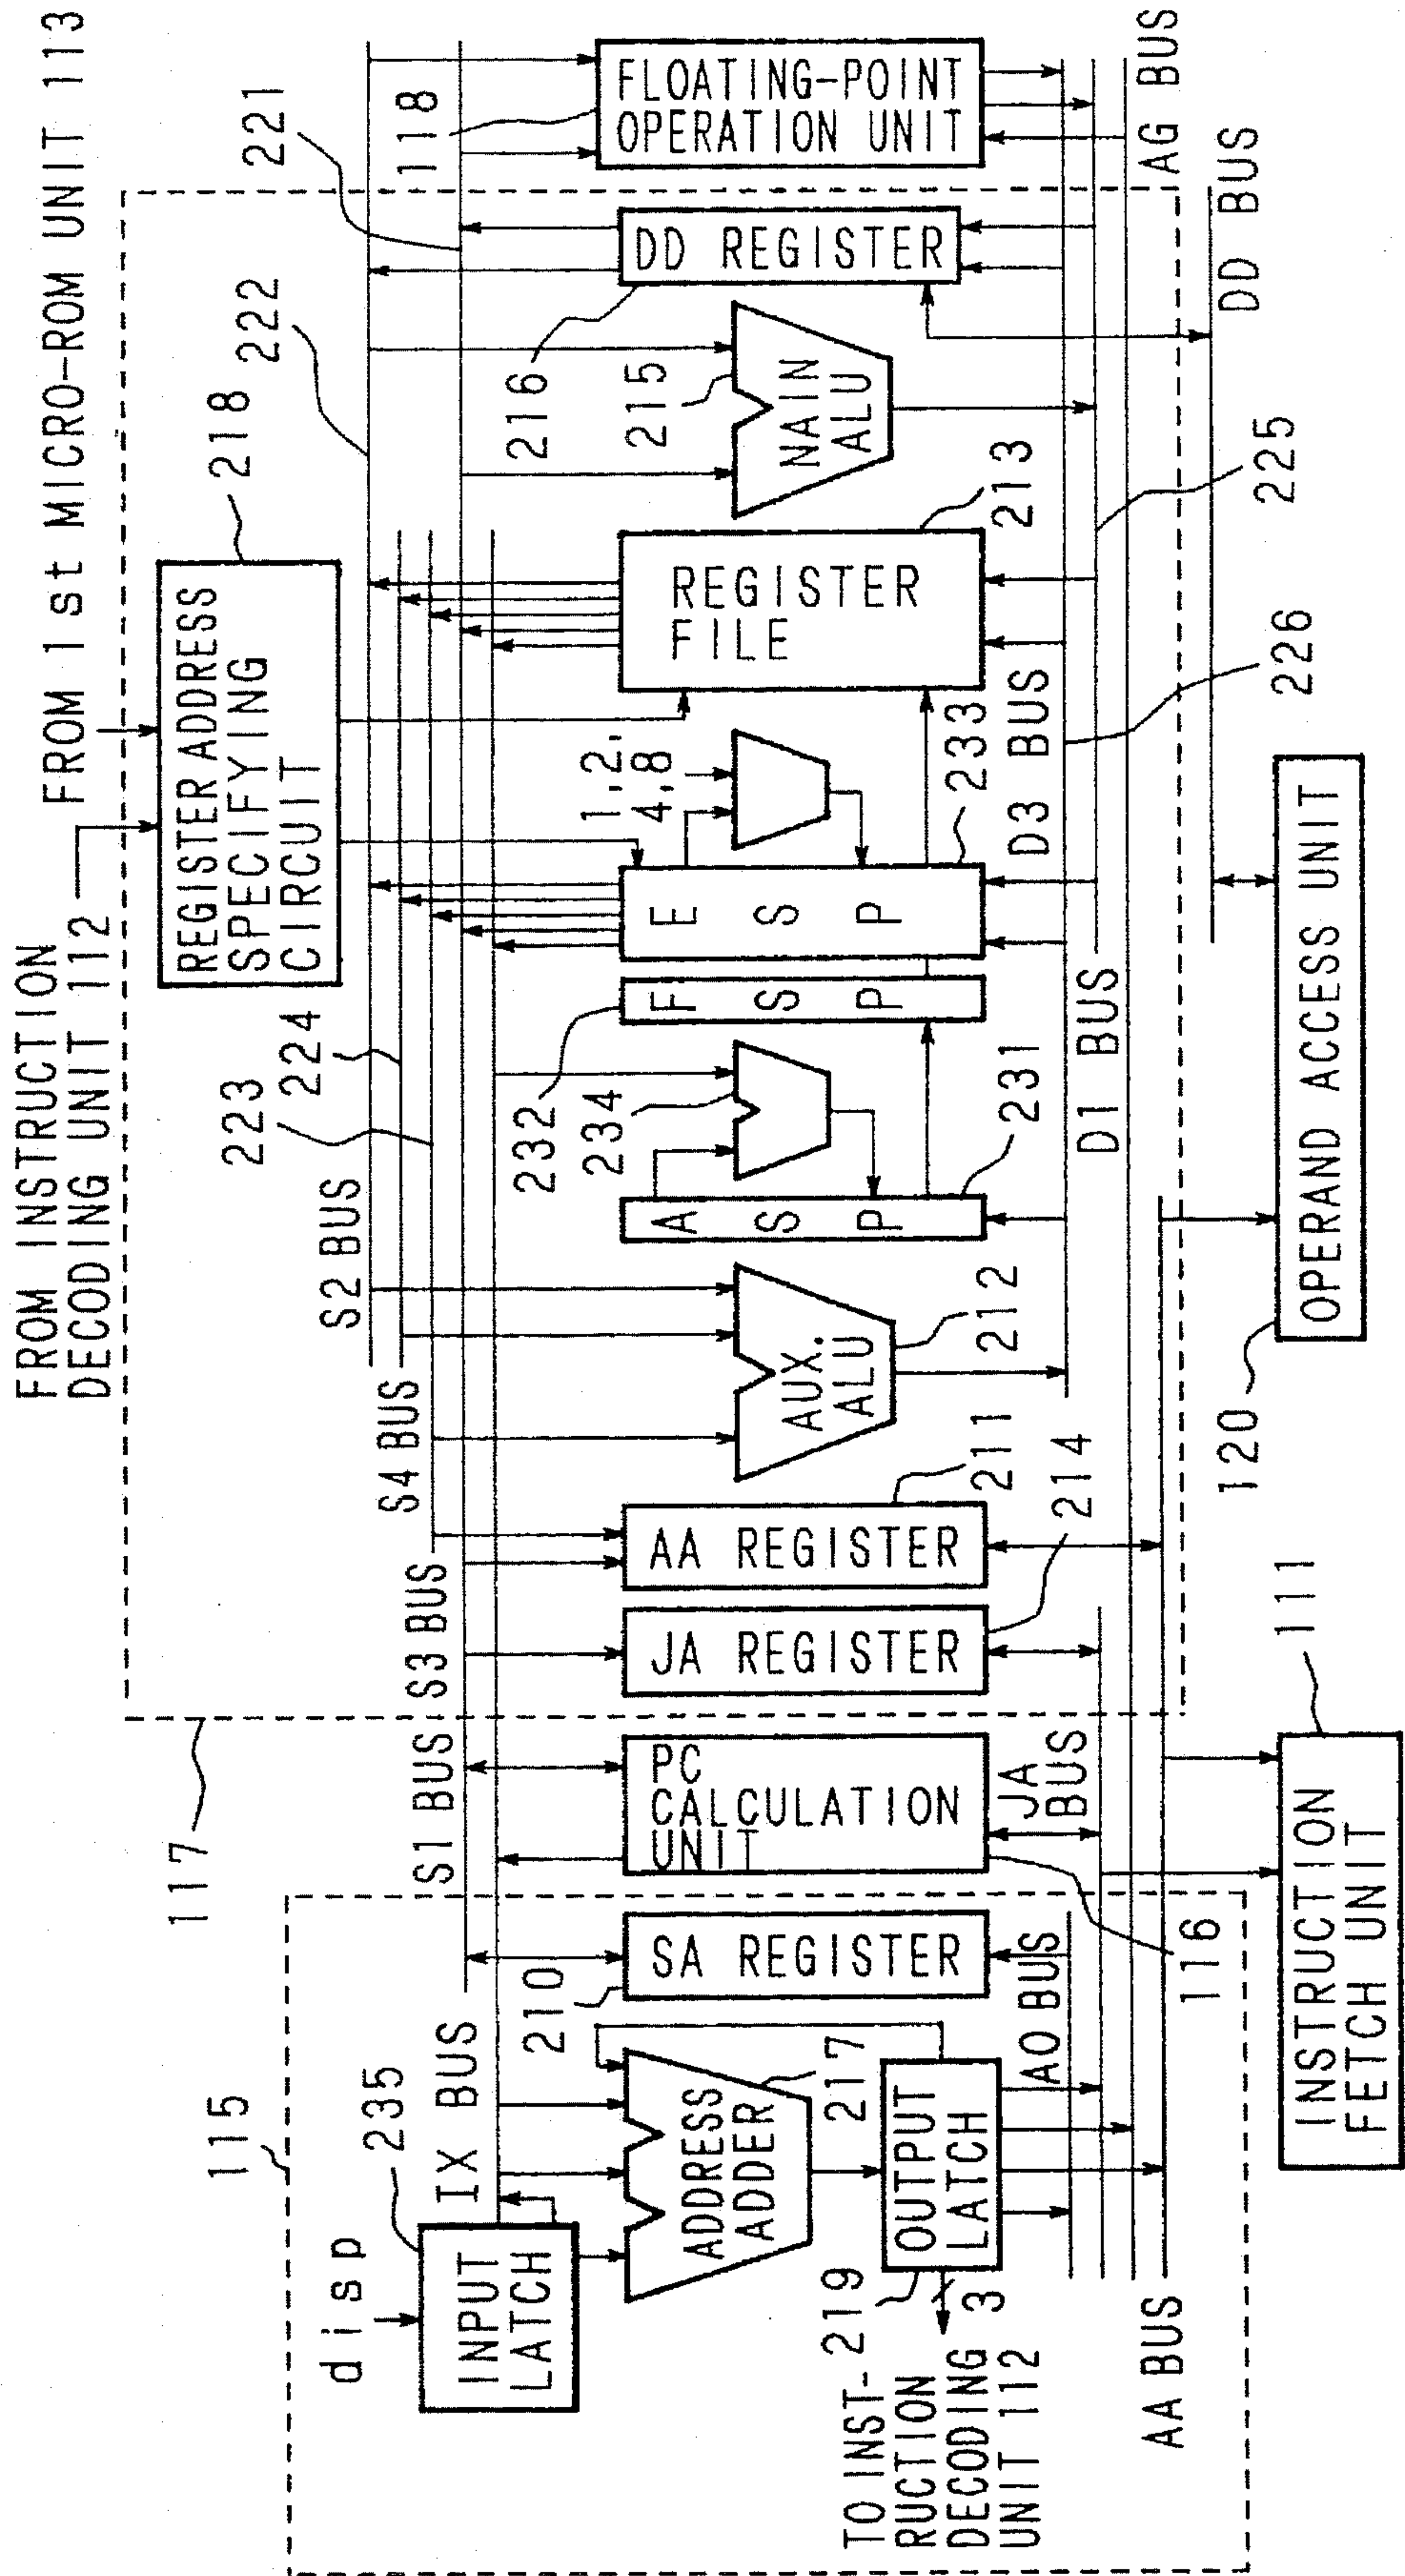 FROM INSTRUCTION
DECODING UNIT 112
FROM 1st MICRO-ROM UNIT 113
117
115
REGISTER ADDRESS
SPECIFYING
CIRCUIT
218
222
221
223
224
S2 BUS
S4 BUS
S3 BUS
S1 BUS
IX BUS
disp
235
INPUT
LATCH
ADDRESS
ADDER
217
210
SA REGISTER
PC
CALCULATION
UNIT
116
JA REGISTER
214
AA REGISTER
211
AUX.
ALU
212
ASP
231
234
232
FSP
ESP
233
1,2,
4,8
REGISTER
FILE
213
NAIN
ALU
215
216
DD REGISTER
118
FLOATING-POINT
OPERATION UNIT
OUTPUT
LATCH
219
3
TO INST-
RUCTION
DECODING
UNIT 112
AO BUS
JA
BUS
D1 BUS
D3 BUS
226
225
AG BUS
DD BUS
AA BUS
INSTRUCTION
FETCH UNIT
111
OPERAND ACCESS UNIT
120